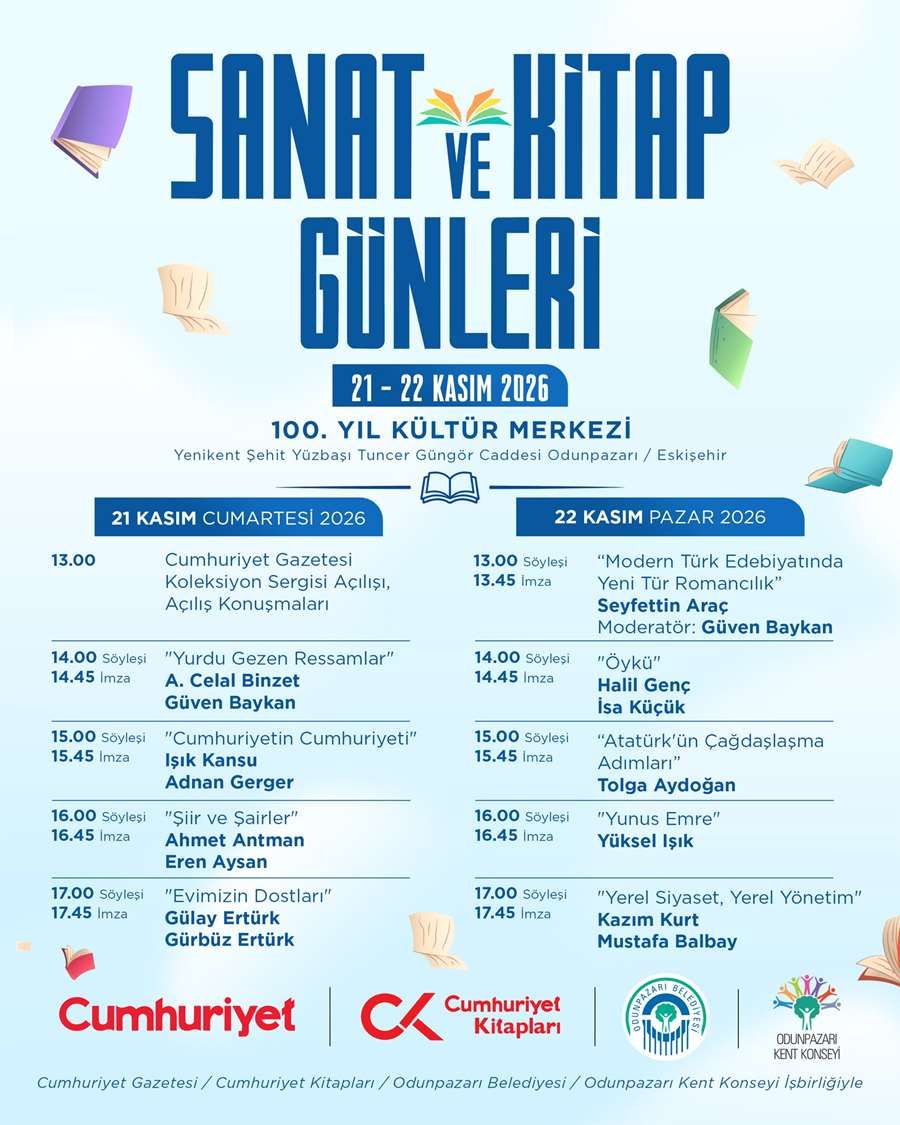 SANAT VE KİTAP
GÜNLERİ
21 - 22 KASIM 2026
100. YIL KÜLTÜR MERKEZİ
Yenikent Şehit Yüzbaşı Tuncer Güngör Caddesi Odunpazarı / Eskişehir
21 KASIM CUMARTESİ 2026
13.00 Cumhuriyet Gazetesi
Koleksiyon Sergisi Açılışı,
Açılış Konuşmaları
14.00 Söyleşi "Yurdu Gezen Ressamlar"
14.45 İmza A. Celal Binzet
Güven Baykan
15.00 Söyleşi "Cumhuriyetin Cumhuriyeti"
15.45 İmza Işık Kansu
Adnan Gerger
16.00 Söyleşi "Şiir ve Şairler"
16.45 İmza Ahmet Antman
Eren Aysan
17.00 Söyleşi "Evimizin Dostları"
17.45 İmza Gülay Ertürk
Gürbüz Ertürk
22 KASIM PAZAR 2026
13.00 Söyleşi “Modern Türk Edebiyatında
13.45 İmza Yeni Tür Romancılık”
Seyfettin Araç
Moderatör: Güven Baykan
14.00 Söyleşi "Öykü"
14.45 İmza Halil Genç
İsa Küçük
15.00 Söyleşi “Atatürk'ün Çağdaşlaşma
15.45 İmza Adımları”
Tolga Aydoğan
16.00 Söyleşi "Yunus Emre"
16.45 İmza Yüksel Işık
17.00 Söyleşi "Yerel Siyaset, Yerel Yönetim"
17.45 İmza Kazım Kurt
Mustafa Balbay
Cumhuriyet
CK Cumhuriyet
Kitapları
ODUNPAZARI BELEDİYESİ
ODUNPAZARI
KENT KONSEYİ
Cumhuriyet Gazetesi / Cumhuriyet Kitapları / Odunpazarı Belediyesi / Odunpazarı Kent Konseyi İşbirliğiyle